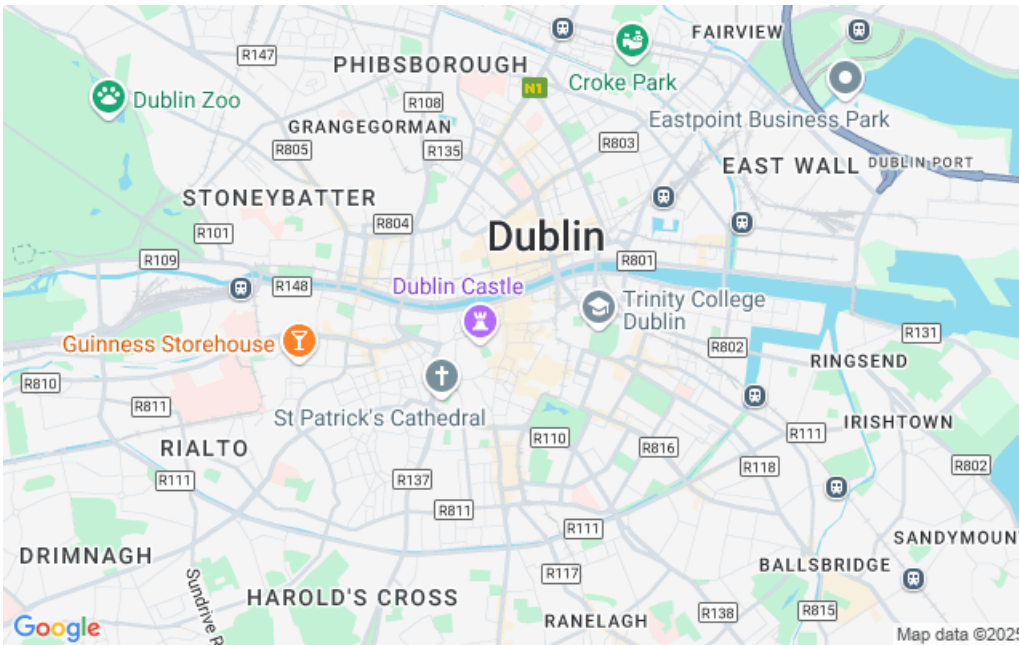 FAIRVIEW
R147
PHIBSBOROUGH
Croke Park
N1
Dublin Zoo
R108
Eastpoint Business Park
GRANGEGORMAN
R805
R135
R803
EAST WALL
DUBLIN PORT
STONEYBATTER
R804
R101
Dublin
R109
R801
R148
Dublin Castle
Trinity College
Dublin
Guinness Storehouse
R802
R131
RINGSEND
R810
R811
St Patrick's Cathedral
IRISHTOWN
R110
R111
RIALTO
R816
R118
R802
R111
R137
R811
R111
SANDYMOUN
DRIMNAGH
BALLSBRIDGE
R117
Sundrive R
HAROLD'S CROSS
RANELAGH
R138
R815
Google
Map data ©2025